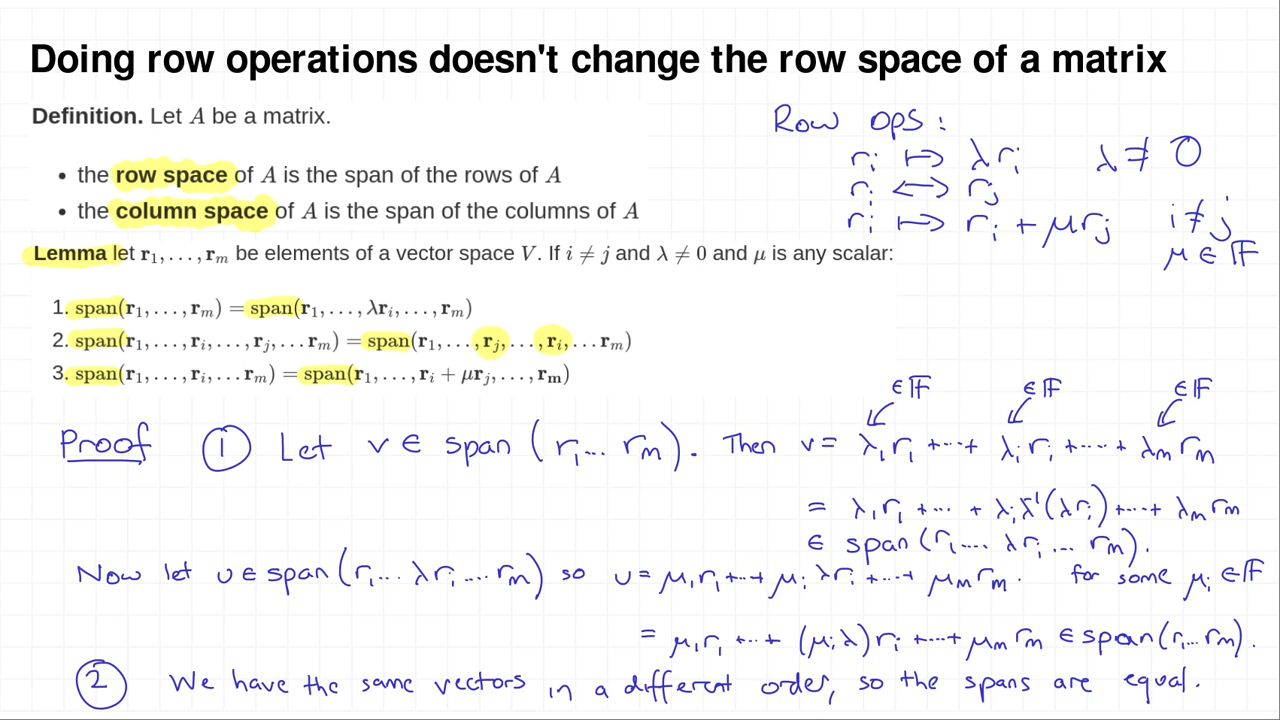 Doing row operations doesn't change the row space of a matrix
Definition. Let A be a matrix.
• the row space of A is the span of the rows of A
• the column space of A is the span of the columns of A
Row ops:
rᵢ ↦ λrᵢ λ ≠ 0
rᵢ ↔ rⱼ
rᵢ ↦ rᵢ + μrⱼ i ≠ j
μ ∈ 𝔽
Lemma let r₁, . . . , rₘ be elements of a vector space V. If i ≠ j and λ ≠ 0 and μ is any scalar:
1. span(r₁, . . . , rₘ) = span(r₁, . . . , λrᵢ, . . . , rₘ)
2. span(r₁, . . . , rᵢ, . . . , rⱼ, . . . rₘ) = span(r₁, . . . , rⱼ, . . . , rᵢ, . . . rₘ)
3. span(r₁, . . . , rᵢ, . . . rₘ) = span(r₁, . . . , rᵢ + μrⱼ, . . . , rₘ)
∈𝔽 ∈𝔽 ∈𝔽
Proof ① Let v ∈ span (r₁... rₘ). Then v = λ₁r₁ +···+ λᵢrᵢ +···+ λₘrₘ
= λ₁r₁ +··· + λᵢλ⁻¹(λrᵢ) +···+ λₘrₘ
∈ span (r₁.... λrᵢ ... rₘ).
Now let v ∈ span (r₁... λrᵢ .... rₘ) so v = μ₁r₁ +···+ μᵢ λrᵢ +···+ μₘrₘ. for some μᵢ ∈ 𝔽
= μ₁r₁ +···+ (μᵢλ)rᵢ +···+ μₘrₘ ∈ span(r₁...rₘ).
② We have the same vectors in a different order, so the spans are equal.